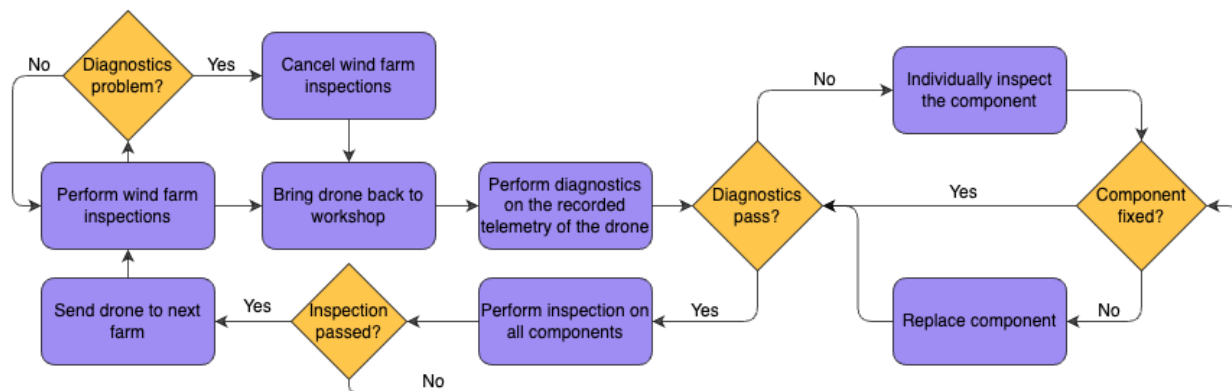 No
Diagnostics
problem?
Yes
Cancel wind farm
inspections
No
Individually inspect
the component
Perform wind farm
inspections
Bring drone back to
workshop
Perform diagnostics
on the recorded
telemetry of the drone
Diagnostics
pass?
Yes
Component
fixed?
Send drone to next
farm
Yes
Inspection
passed?
Perform inspection on
all components
Yes
Replace component
No
No